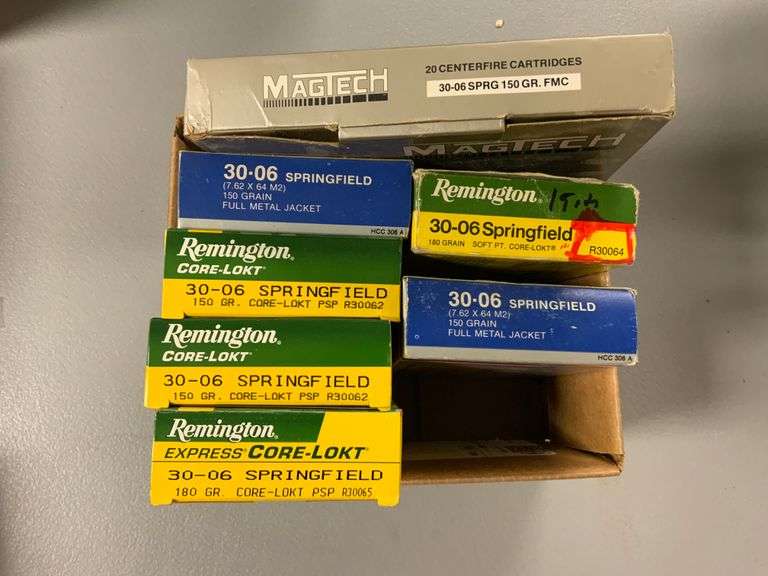 MAGTECH
20 CENTERFIRE CARTRIDGES
30-06 SPRG 150 GR. FMC
MAGTECH
30-06 SPRINGFIELD
(7.62 X 64 M2)
150 GRAIN
FULL METAL JACKET
HCC 306 A
Remington®
30-06 Springfield
180 GRAIN SOFT PT. CORE-LOKT®
R30064
Remington
CORE-LOKT
30-06 SPRINGFIELD
150 GR. CORE-LOKT PSP R30062
30-06 SPRINGFIELD
(7.62 X 64 M2)
150 GRAIN
FULL METAL JACKET
HCC 306 A
Remington
CORE-LOKT
30-06 SPRINGFIELD
150 GR. CORE-LOKT PSP R30062
Remington
EXPRESS® CORE-LOKT®
30-06 SPRINGFIELD
180 GR. CORE-LOKT PSP R30065